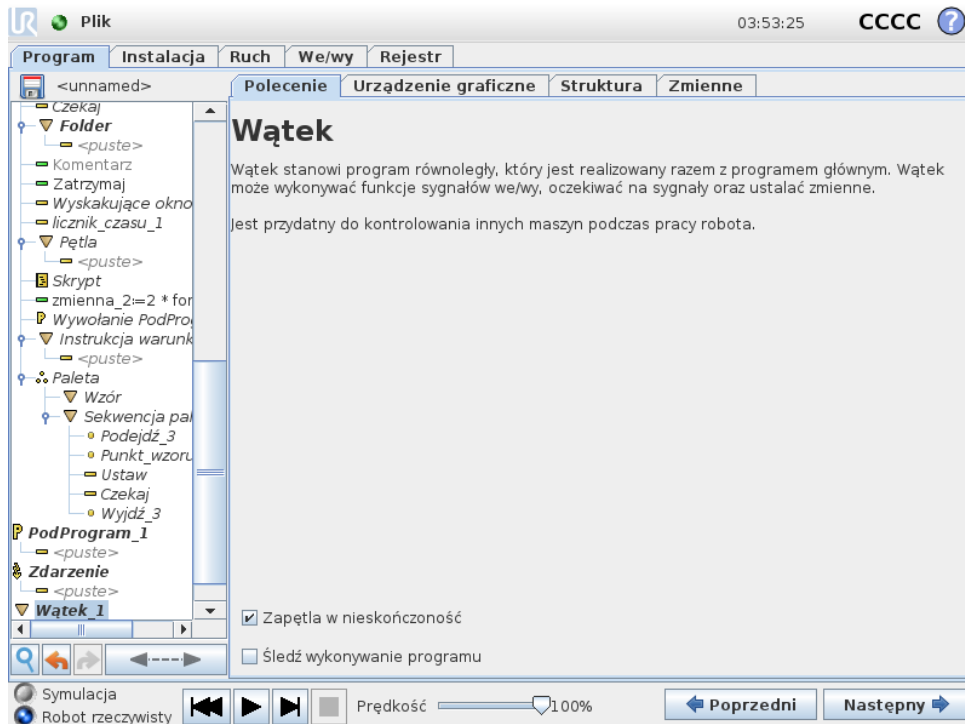 Plik
03:53:25
CCCC
?
Program Instalacja Ruch We/wy Rejestr
<unnamed>
Polecenie Urządzenie graficzne Struktura Zmienne
Czekaj
Folder
<puste>
Komentarz
Zatrzymaj
Wyskakujące okno
licznik_czasu_1
Pętla
<puste>
Skrypt
zmienna_2:=2 * for
Wywołanie PodPro
Instrukcja warunk
<puste>
Paleta
Wzór
Sekwencja pal
Podejdź_3
Punkt_wzoru
Ustaw
Czekaj
Wyjdź_3
PodProgram_1
<puste>
Zdarzenie
<puste>
Wątek_1
Wątek
Wątek stanowi program równoległy, który jest realizowany razem z programem głównym. Wątek
może wykonywać funkcje sygnałów we/wy, oczekiwać na sygnały oraz ustalać zmienne.
Jest przydatny do kontrolowania innych maszyn podczas pracy robota.
Zapętla w nieskończoność
Śledź wykonywanie programu
Symulacja
Robot rzeczywisty
Prędkość 100%
Poprzedni Następny